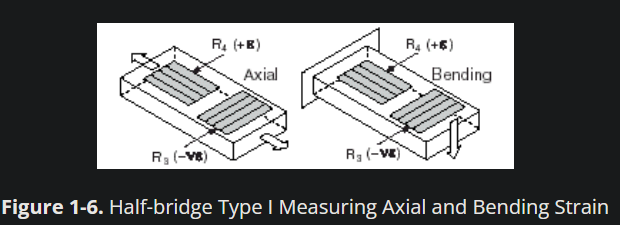 R4 (+ε) R4 (+ε)
Axial Bending
R3 (–νε) R3 (–νε)
Figure 1-6. Half-bridge Type I Measuring Axial and Bending Strain